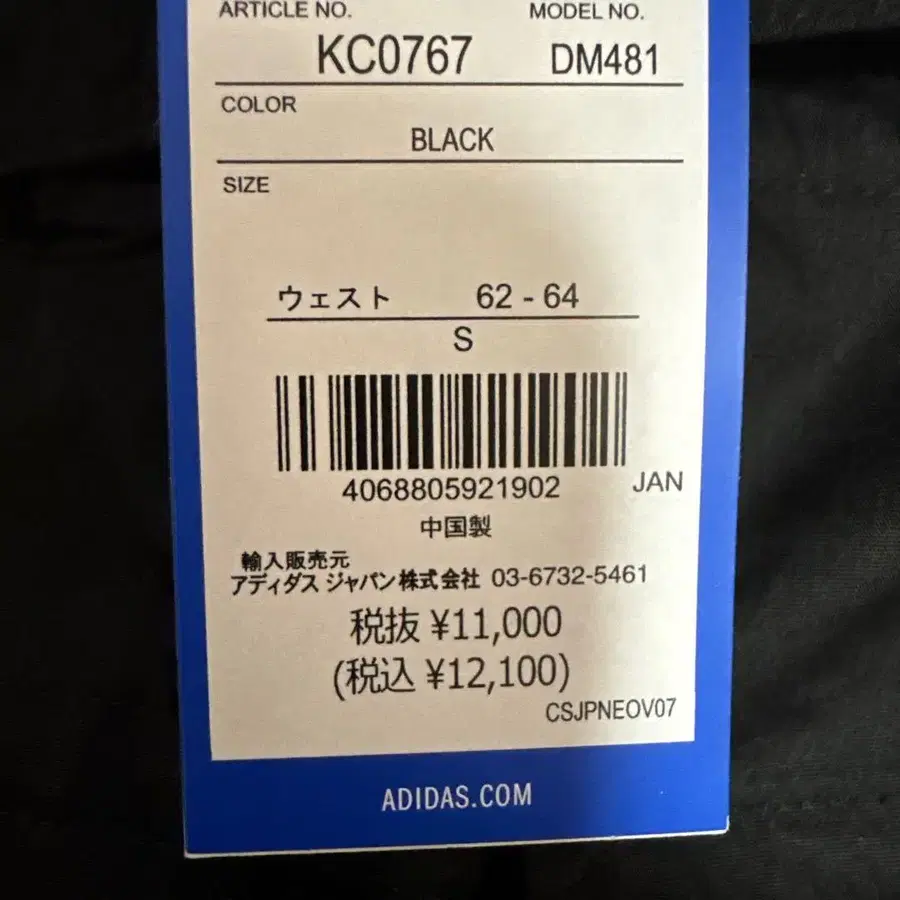 ARTICLE NO. MODEL NO.
KC0767 DM481
COLOR
BLACK
SIZE
ウェスト 62 - 64
S
4068805921902 JAN
中国製
輸入販売元
アディダス ジャパン株式会社 03-6732-5461
税抜 ¥11,000
(税込 ¥12,100)
CSJPNEOV07
ADIDAS.COM